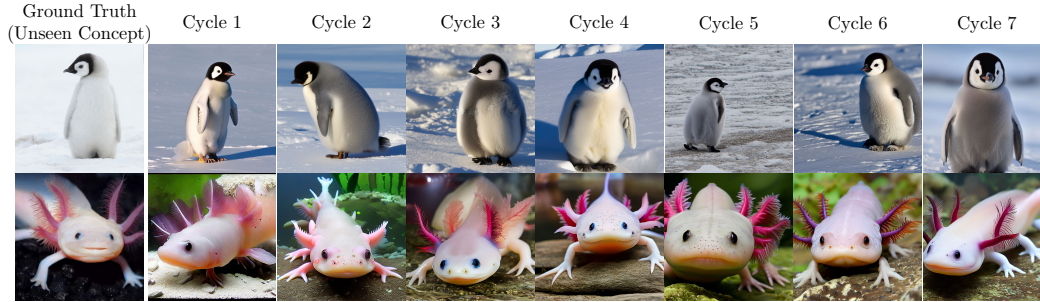 Ground Truth
(Unseen Concept)
Cycle 1
Cycle 2
Cycle 3
Cycle 4
Cycle 5
Cycle 6
Cycle 7